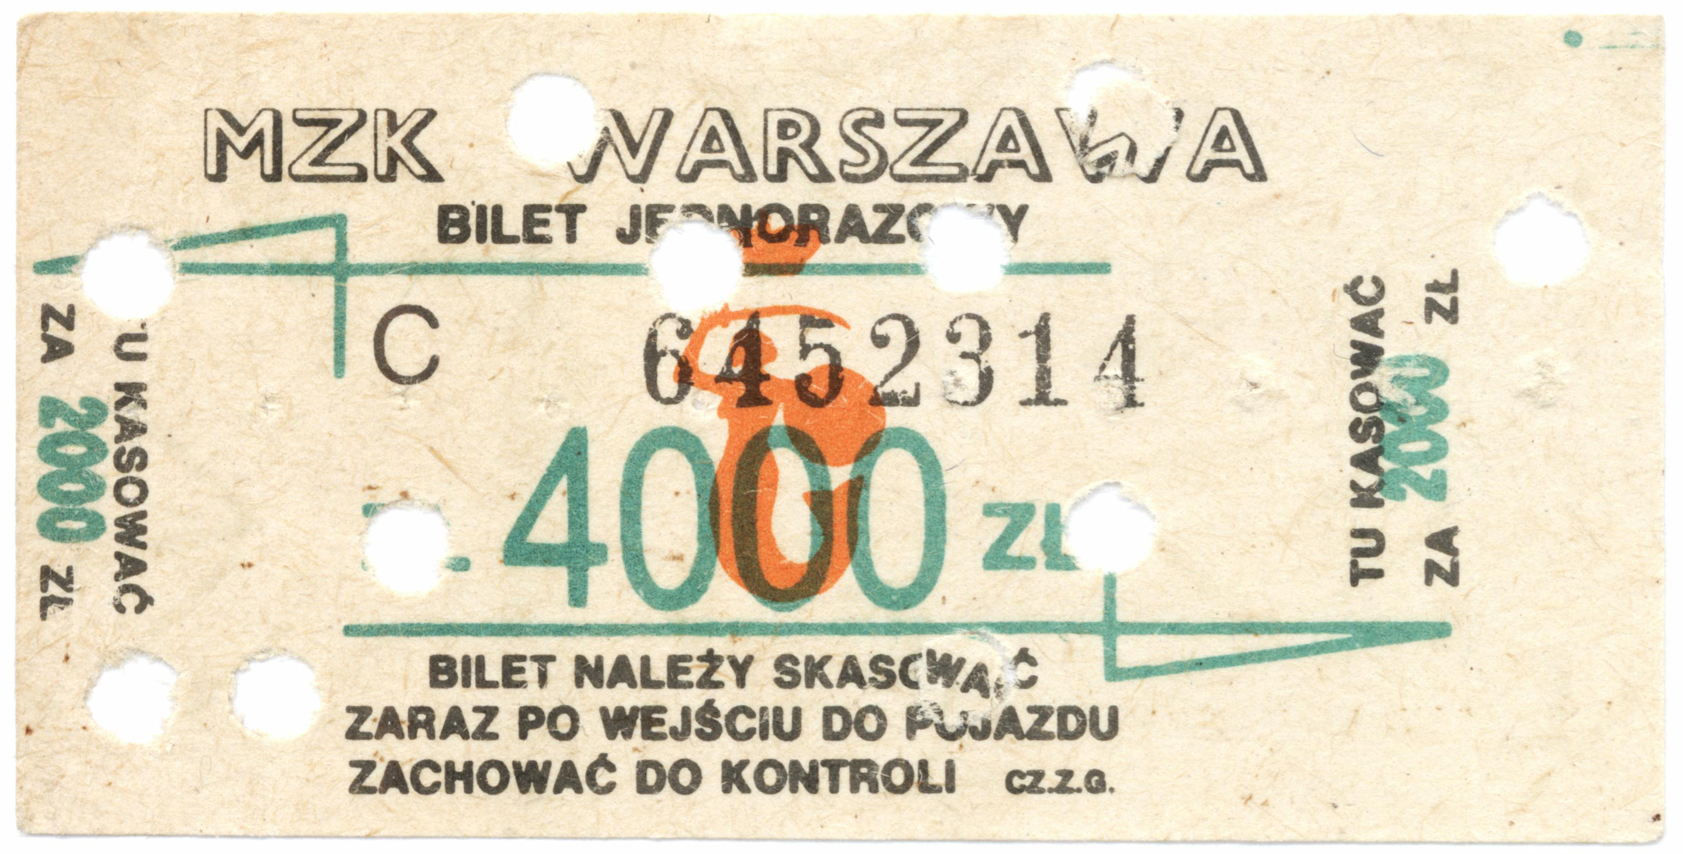 MZK WARSZAWA
BILET JEDNORAZOWY
C 6452314
4000 ZŁ
TU KASOWAĆ
ZA 2000 ZŁ
TU KASOWAĆ
ZA 2000 ZŁ
BILET NALEŻY SKASOWAĆ
ZARAZ PO WEJŚCIU DO POJAZDU
ZACHOWAĆ DO KONTROLI CZ.Z.G.